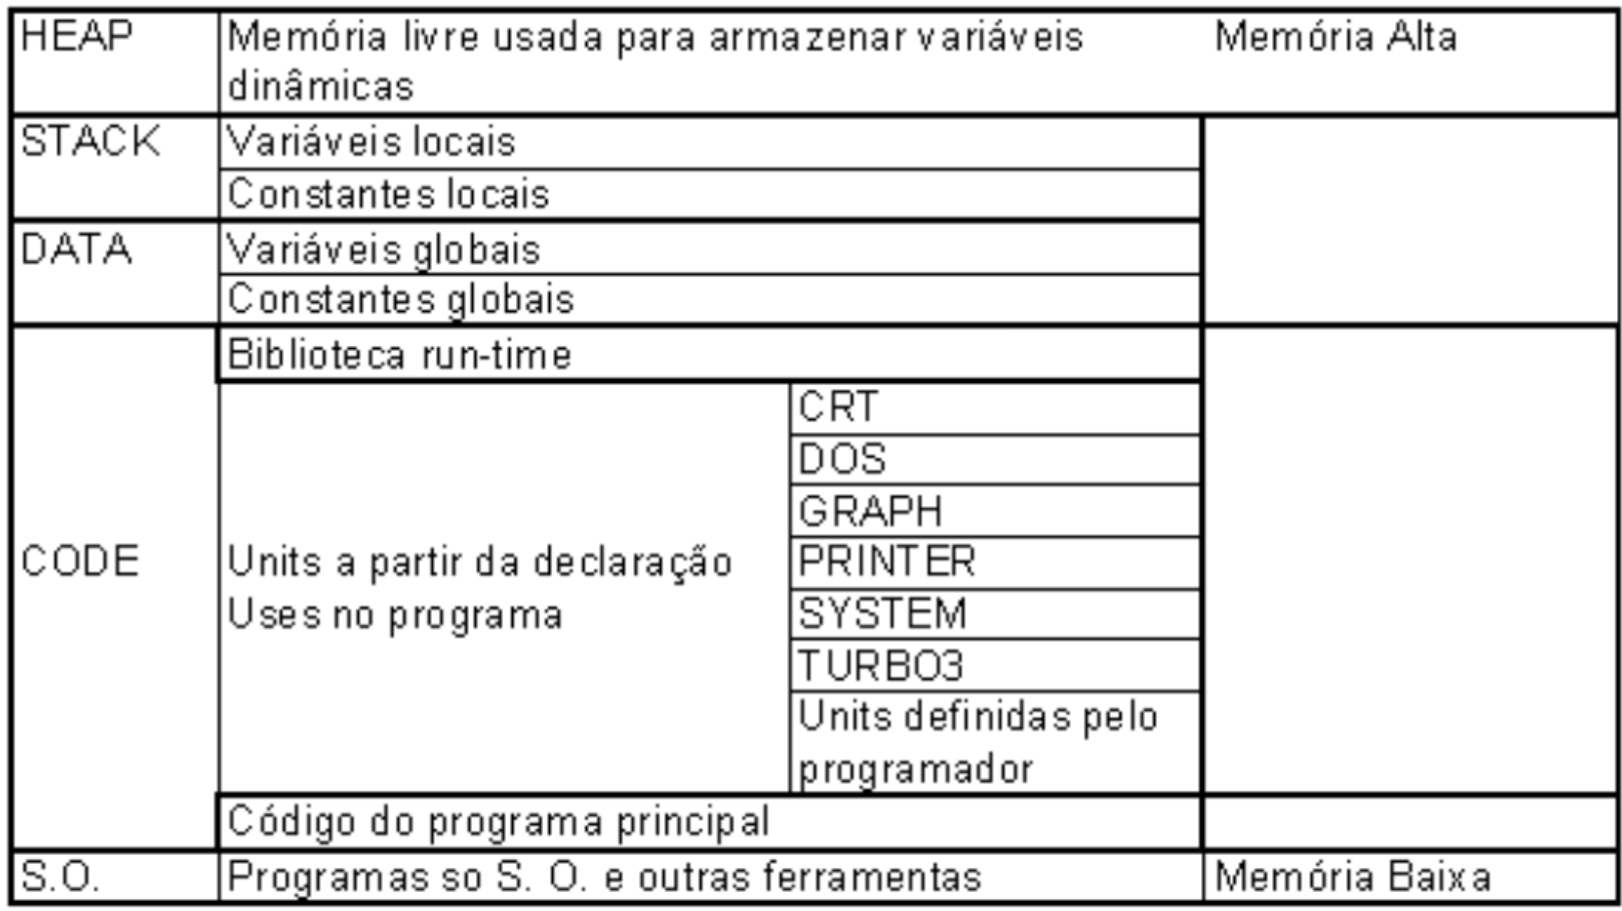 HEAP
Memória livre usada para armazenar variáveis
dinâmicas
Memória Alta
STACK
Variáveis locais
Constantes locais
DATA
Variáveis globais
Constantes globais
CODE
Biblioteca run-time
Units a partir da declaração
Uses no programa
CRT
DOS
GRAPH
PRINTER
SYSTEM
TURBO3
Units definidas pelo
programador
Código do programa principal
S.O.
Programas so S. O. e outras ferramentas
Memória Baixa